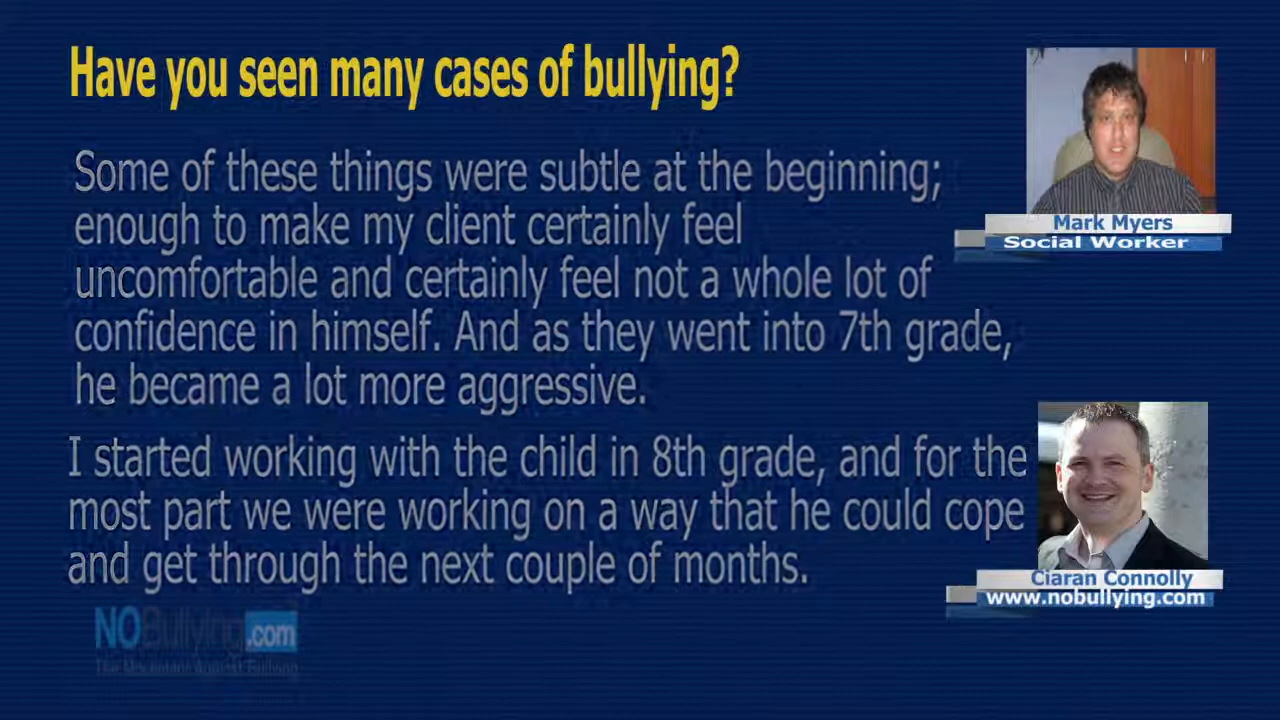 Have you seen many cases of bullying?
Some of these things were subtle at the beginning;
enough to make my client certainly feel
uncomfortable and certainly feel not a whole lot of
confidence in himself. And as they went into 7th grade,
he became a lot more aggressive.
I started working with the child in 8th grade, and for the
most part we were working on a way that he could cope
and get through the next couple of months.
Mark Myers
Social Worker
Ciaran Connolly
www.nobullying.com
NOBullying.com
The Movement Against Bullying